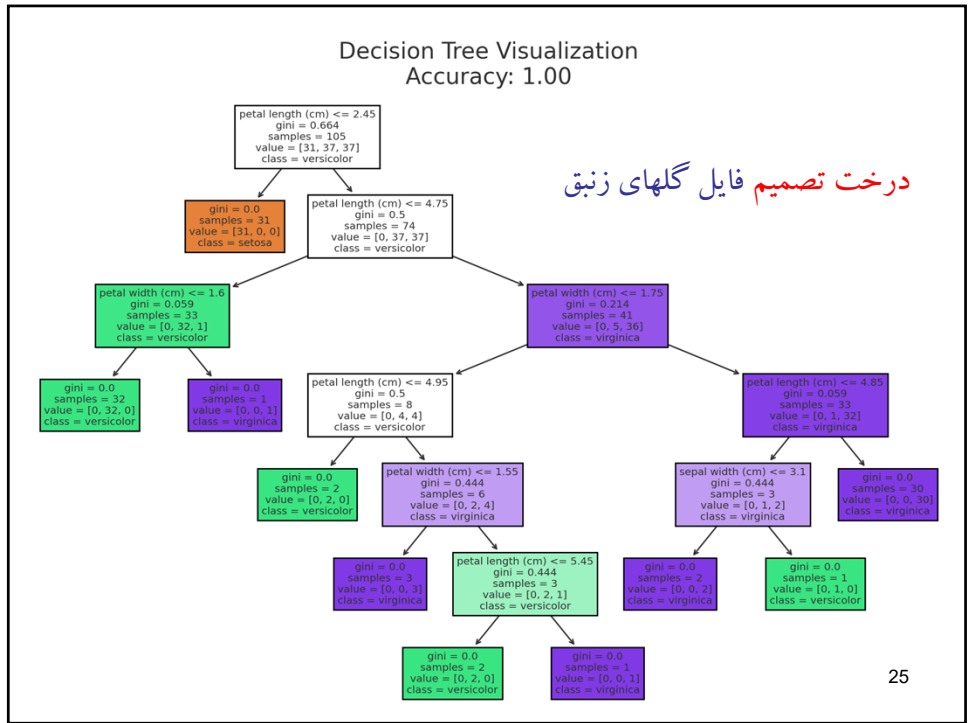 Decision Tree Visualization
Accuracy: 1.00
petal length (cm) <= 2.45
gini = 0.664
samples = 105
value = [31, 37, 37]
class = versicolor
درخت تصمیم فایل گلهای زنبق
gini = 0.0
samples = 31
value = [31, 0, 0]
class = setosa
petal length (cm) <= 4.75
gini = 0.5
samples = 74
value = [0, 37, 37]
class = versicolor
petal width (cm) <= 1.6
gini = 0.059
samples = 33
value = [0, 32, 1]
class = versicolor
petal width (cm) <= 1.75
gini = 0.214
samples = 41
value = [0, 5, 36]
class = virginica
gini = 0.0
samples = 32
value = [0, 32, 0]
class = versicolor
gini = 0.0
samples = 1
value = [0, 0, 1]
class = virginica
petal length (cm) <= 4.95
gini = 0.5
samples = 8
value = [0, 4, 4]
class = versicolor
petal length (cm) <= 4.85
gini = 0.059
samples = 33
value = [0, 1, 32]
class = virginica
gini = 0.0
samples = 2
value = [0, 2, 0]
class = versicolor
petal width (cm) <= 1.55
gini = 0.444
samples = 6
value = [0, 2, 4]
class = virginica
sepal width (cm) <= 3.1
gini = 0.444
samples = 3
value = [0, 1, 2]
class = virginica
gini = 0.0
samples = 30
value = [0, 0, 30]
class = virginica
gini = 0.0
samples = 3
value = [0, 0, 3]
class = virginica
petal length (cm) <= 5.45
gini = 0.444
samples = 3
value = [0, 2, 1]
class = versicolor
gini = 0.0
samples = 2
value = [0, 0, 2]
class = virginica
gini = 0.0
samples = 1
value = [0, 1, 0]
class = versicolor
gini = 0.0
samples = 2
value = [0, 2, 0]
class = versicolor
gini = 0.0
samples = 1
value = [0, 0, 1]
class = virginica
25